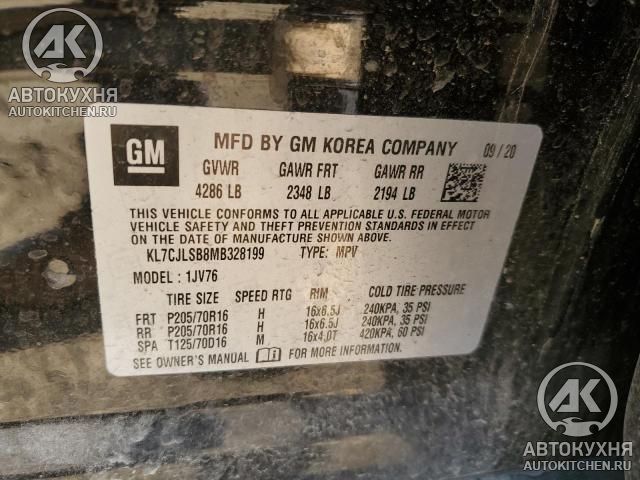 AK
АВТОКУХНЯ
AUTOKITCHEN.RU
GM
MFD BY GM KOREA COMPANY 09/20
GVWR GAWR FRT GAWR RR
4286 LB 2348 LB 2194 LB
THIS VEHICLE CONFORMS TO ALL APPLICABLE U.S. FEDERAL MOTOR
VEHICLE SAFETY AND THEFT PREVENTION STANDARDS IN EFFECT
ON THE DATE OF MANUFACTURE SHOWN ABOVE.
KL7CJLSB8MB328199 TYPE: MPV
MODEL: 1JV76
TIRE SIZE SPEED RTG RIM COLD TIRE PRESSURE
FRT P205/70R16 H 16x6.5J 240KPA, 35 PSI
RR P205/70R16 H 16x6.5J 240KPA, 35 PSI
SPA T125/70D16 M 16x4.0T 420KPA, 60 PSI
SEE OWNER'S MANUAL FOR MORE INFORMATION.
AK
АВТОКУХНЯ
AUTOKITCHEN.RU